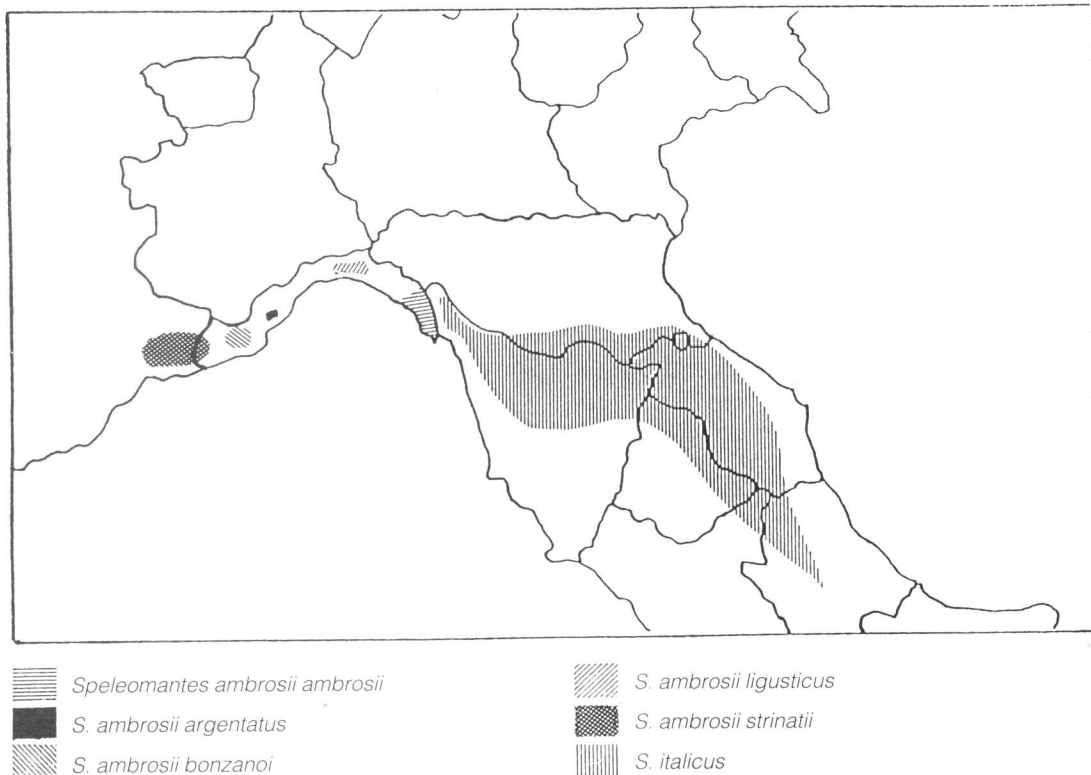 Speleomantes ambrosii ambrosii
S. ambrosii argentatus
S. ambrosii bonzanoi
S. ambrosii ligusticus
S. ambrosii strinatii
S. italicus